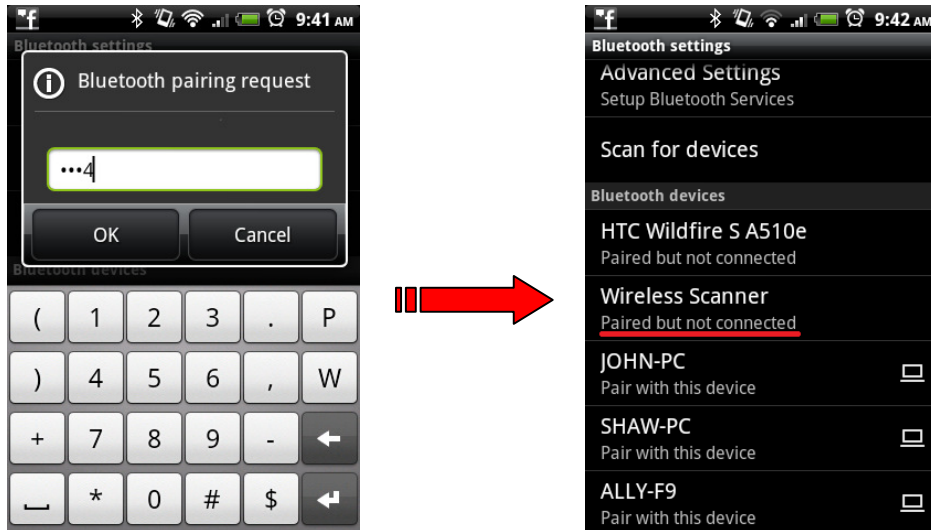 9:41 AM
Bluetooth settings
Bluetooth pairing request
•••4
OK Cancel
Bluetooth devices
( 1 2 3 . P
) 4 5 6 , W
+ 7 8 9 -
* 0 # $
9:42 AM
Bluetooth settings
Advanced Settings
Setup Bluetooth Services
Scan for devices
Bluetooth devices
HTC Wildfire S A510e
Paired but not connected
Wireless Scanner
Paired but not connected
JOHN-PC
Pair with this device
SHAW-PC
Pair with this device
ALLY-F9
Pair with this device